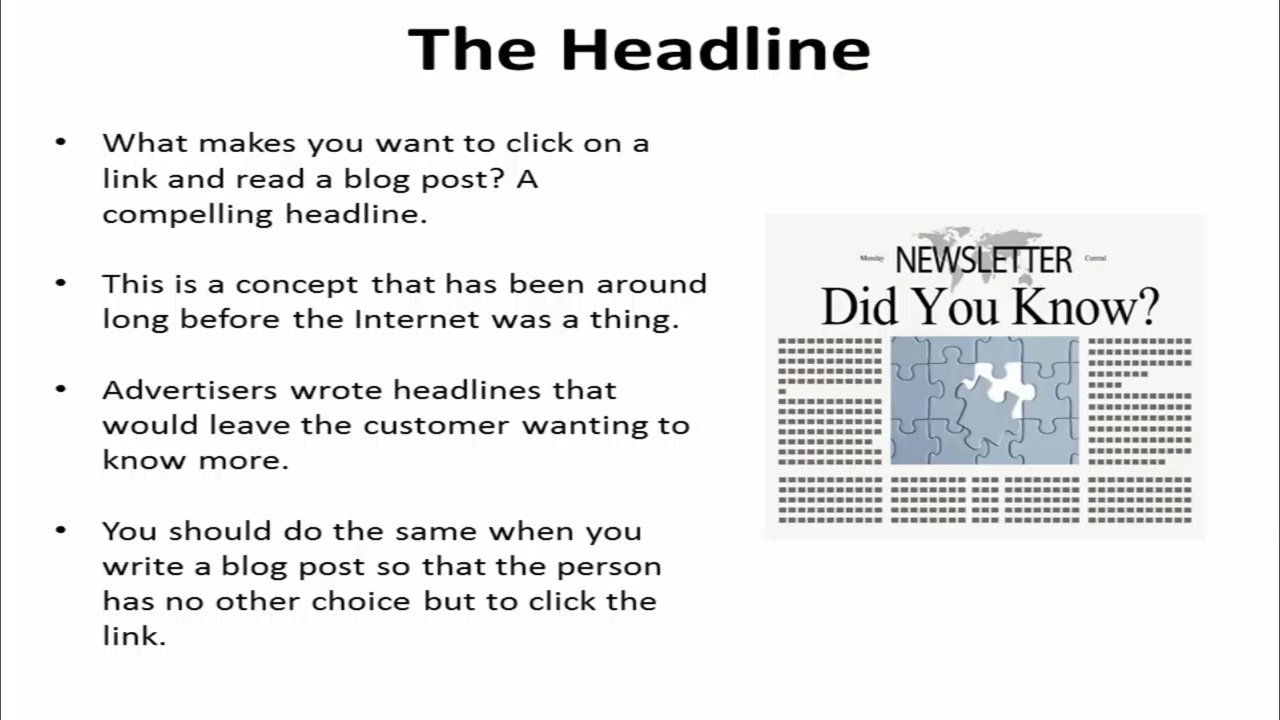 The Headline
• What makes you want to click on a
link and read a blog post? A
compelling headline.
• This is a concept that has been around
long before the Internet was a thing.
• Advertisers wrote headlines that
would leave the customer wanting to
know more.
• You should do the same when you
write a blog post so that the person
has no other choice but to click the
link.
Monday NEWSLETTER Central
Did You Know?